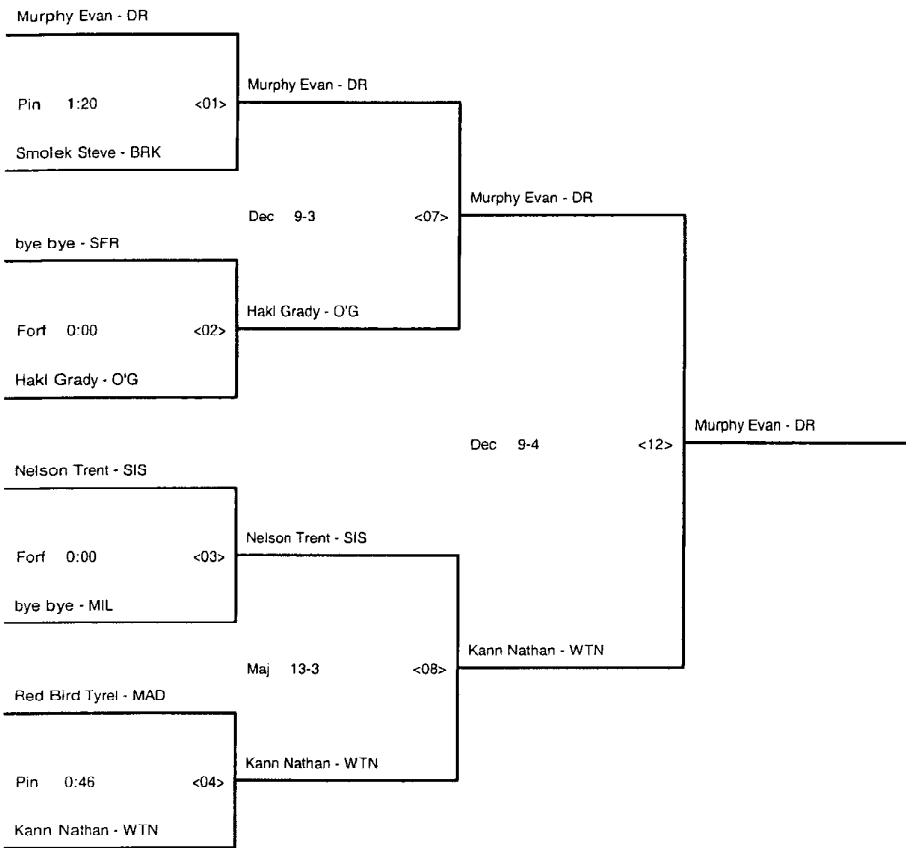 Murphy Evan - DR
Murphy Evan - DR
Pin 1:20 <01>
Smolek Steve - BRK
Murphy Evan - DR
Dec 9-3 <07>
bye bye - SFR
Hakl Grady - O'G
Forf 0:00 <02>
Hakl Grady - O'G
Murphy Evan - DR
Dec 9-4 <12>
Nelson Trent - SIS
Nelson Trent - SIS
Forf 0:00 <03>
bye bye - MIL
Kann Nathan - WTN
Maj 13-3 <08>
Red Bird Tyrel - MAD
Kann Nathan - WTN
Pin 0:46 <04>
Kann Nathan - WTN